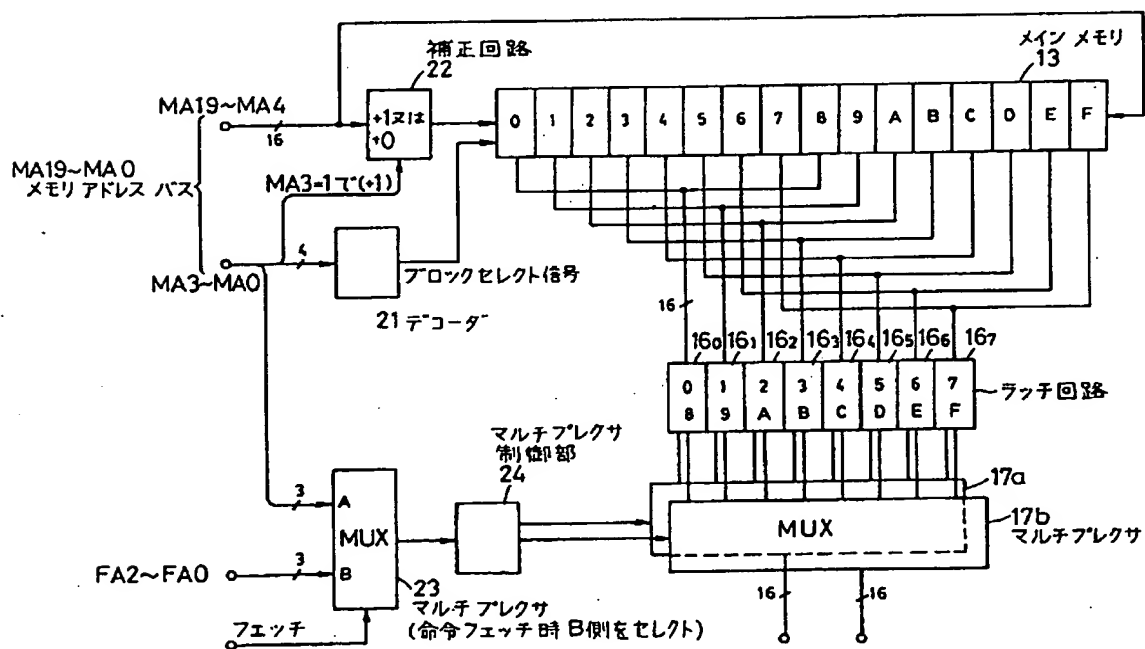 補正回路
22
メイン メモリ
13
MA19~MA4
16
+1又は
+0
0 1 2 3 4 5 6 7 8 9 A B C D E F
MA19~MA0
メモリ アドレス バス
MA3=1で(+1)
4
MA3~MA0
ブロックセレクト信号
21 デコーダ
16
16₀ 16₁ 16₂ 16₃ 16₄ 16₅ 16₆ 16₇
0 1 2 3 4 5 6 7
8 9 A B C D E F
ラッチ回路
マルチプレクサ
制御部
24
17a
3
A
MUX
MUX
17b
マルチプレクサ
FA2~FA0
3
B
23
マルチ プレクサ
(命令フェッチ時 B側をセレクト)
16
16
フェッチ